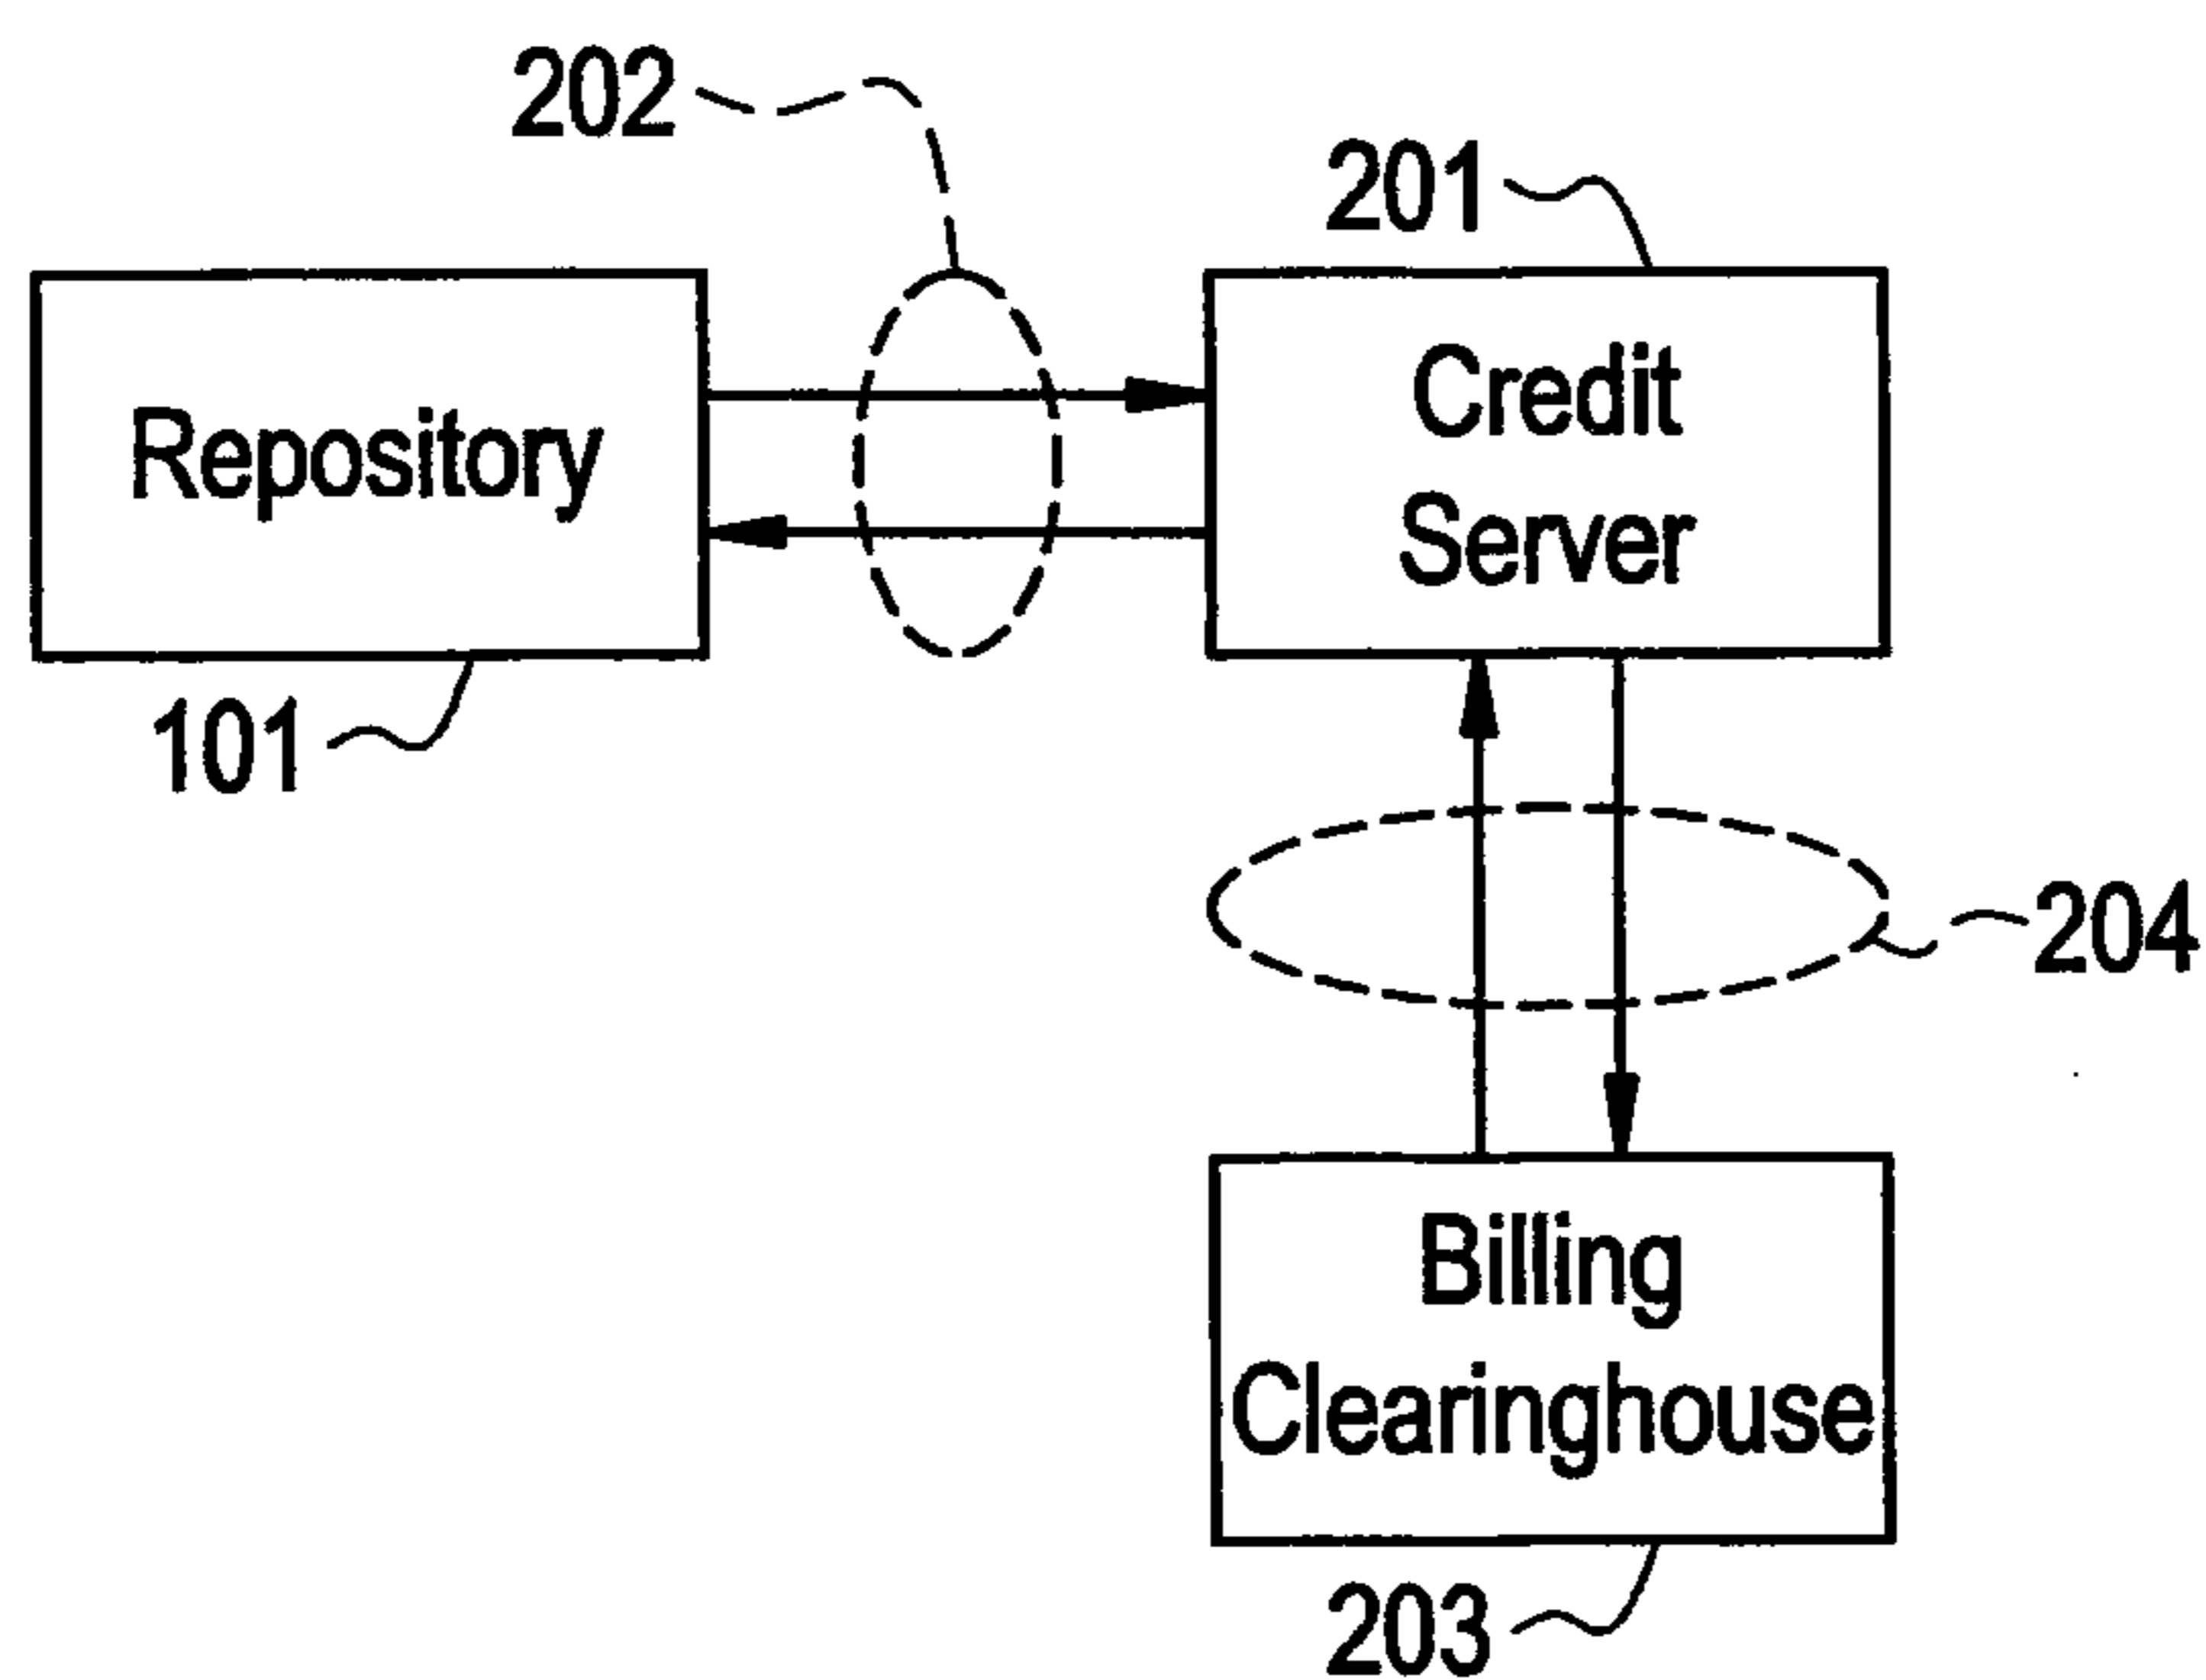 202
201
Repository
Credit
Server
101
204
Billing
Clearinghouse
203